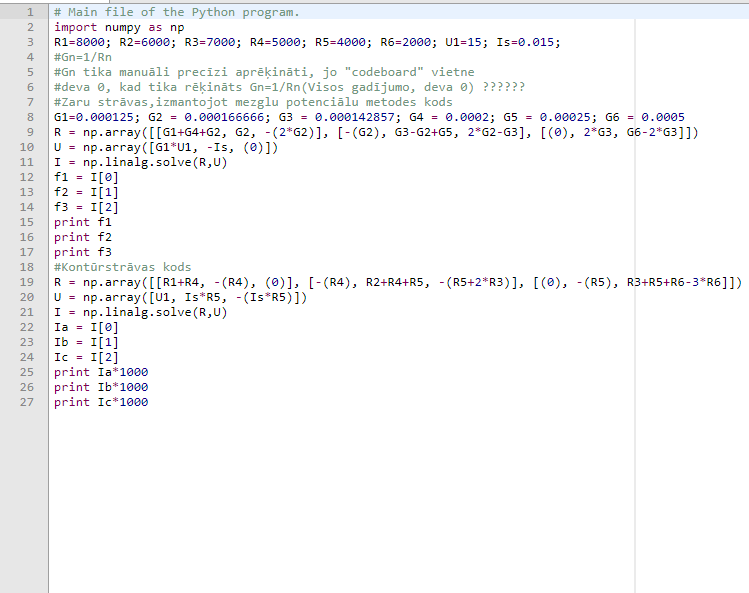 1 # Main file of the Python program.
2 import numpy as np
3 R1=8000; R2=6000; R3=7000; R4=5000; R5=4000; R6=2000; U1=15; Is=0.015;
4 #Gn=1/Rn
5 #Gn tika manuāli precīzi aprēķināti, jo "codeboard" vietne
6 #deva 0, kad tika rēķināts Gn=1/Rn(Visos gadījumo, deva 0) ??????
7 #Zaru strāvas,izmantojot mezglu potenciālu metodes kods
8 G1=0.000125; G2 = 0.000166666; G3 = 0.000142857; G4 = 0.0002; G5 = 0.00025; G6 = 0.0005
9 R = np.array([[G1+G4+G2, G2, -(2*G2)], [-(G2), G3-G2+G5, 2*G2-G3], [(0), 2*G3, G6-2*G3]])
10 U = np.array([G1*U1, -Is, (0)])
11 I = np.linalg.solve(R,U)
12 f1 = I[0]
13 f2 = I[1]
14 f3 = I[2]
15 print f1
16 print f2
17 print f3
18 #Kontūrstrāvas kods
19 R = np.array([[R1+R4, -(R4), (0)], [-(R4), R2+R4+R5, -(R5+2*R3)], [(0), -(R5), R3+R5+R6-3*R6]])
20 U = np.array([U1, Is*R5, -(Is*R5)])
21 I = np.linalg.solve(R,U)
22 Ia = I[0]
23 Ib = I[1]
24 Ic = I[2]
25 print Ia*1000
26 print Ib*1000
27 print Ic*1000